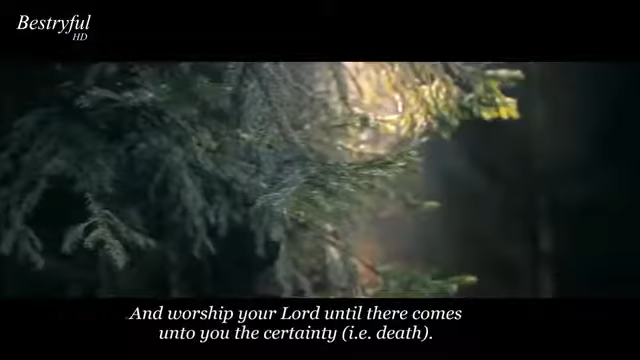 Bestryful
HD
And worship your Lord until there comes
unto you the certainty (i.e. death).